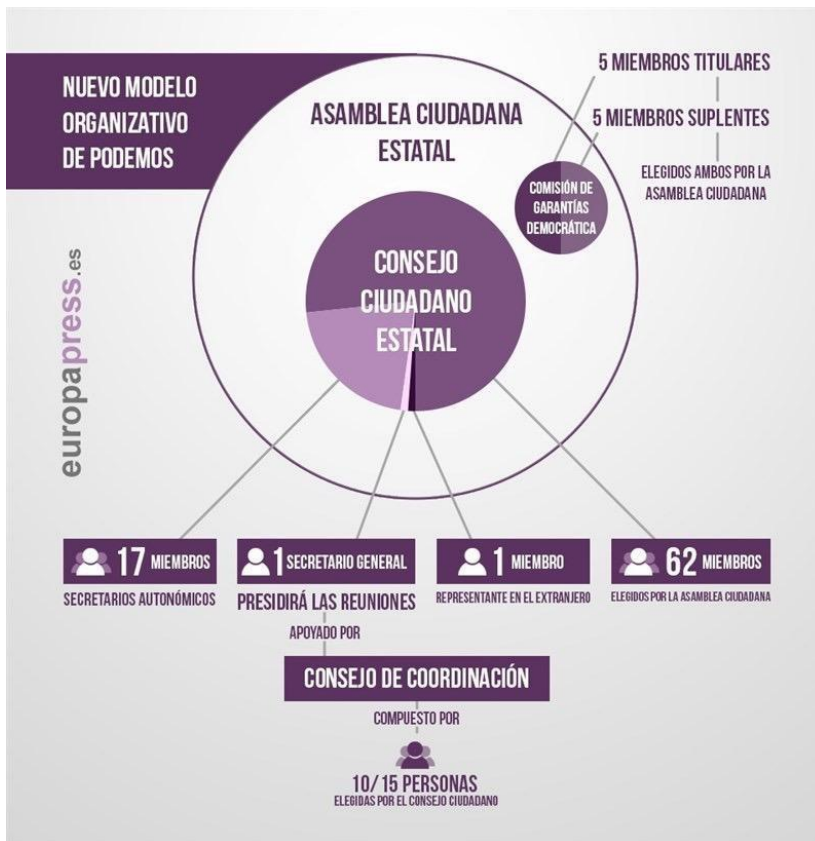 NUEVO MODELO
ORGANIZATIVO
DE PODEMOS
ASAMBLEA CIUDADANA
ESTATAL
5 MIEMBROS TITULARES
5 MIEMBROS SUPLENTES
ELEGIDOS AMBOS POR LA
ASAMBLEA CIUDADANA
COMISIÓN DE
GARANTÍAS
DEMOCRÁTICA
CONSEJO
CIUDADANO
ESTATAL
europapress.es
17 MIEMBROS
SECRETARIOS AUTONÓMICOS
1 SECRETARIO GENERAL
PRESIDIRÁ LAS REUNIONES
1 MIEMBRO
REPRESENTANTE EN EL EXTRANJERO
62 MIEMBROS
ELEGIDOS POR LA ASAMBLEA CIUDADANA
APOYADO POR
CONSEJO DE COORDINACIÓN
COMPUESTO POR
10/15 PERSONAS
ELEGIDAS POR EL CONSEJO CIUDADANO